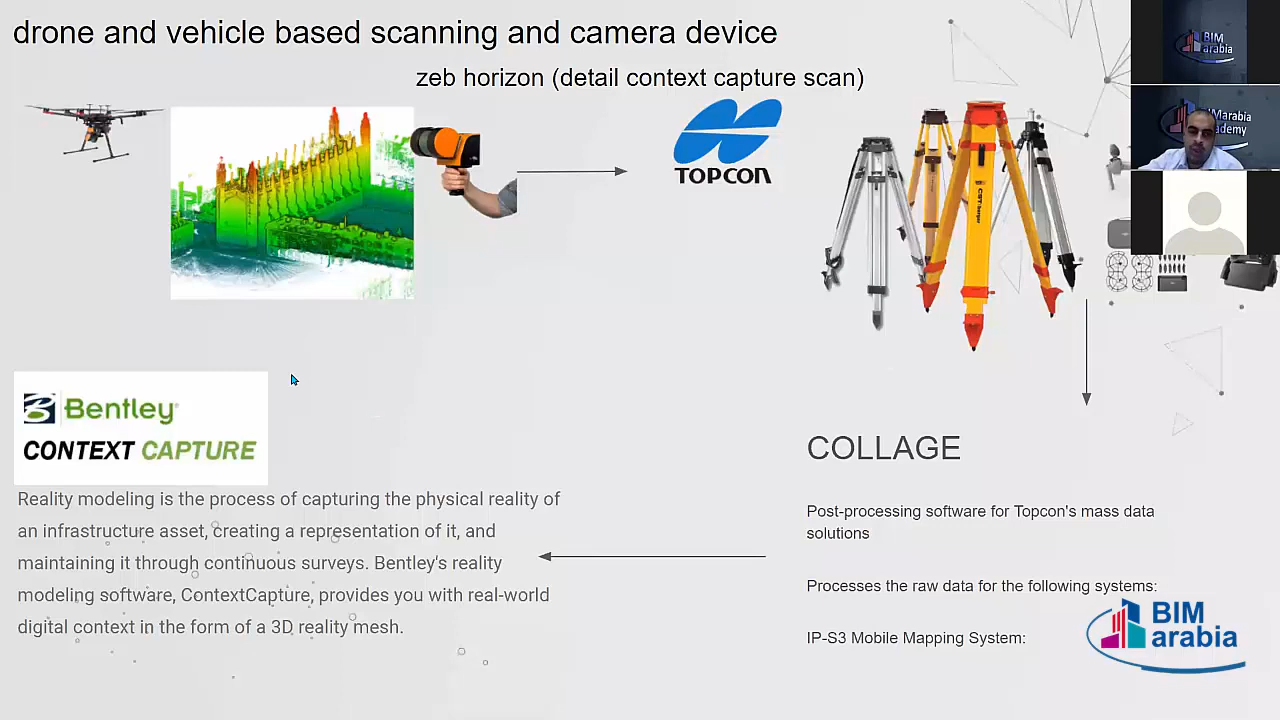 drone and vehicle based scanning and camera device
zeb horizon (detail context capture scan)
TOPCON
BIM
arabia
BIMarabia
Academy
CST/berger
Bentley
CONTEXT CAPTURE
Reality modeling is the process of capturing the physical reality of
an infrastructure asset, creating a representation of it, and
maintaining it through continuous surveys. Bentley's reality
modeling software, ContextCapture, provides you with real-world
digital context in the form of a 3D reality mesh.
COLLAGE
Post-processing software for Topcon's mass data
solutions
Processes the raw data for the following systems:
IP-S3 Mobile Mapping System:
BIM
arabia